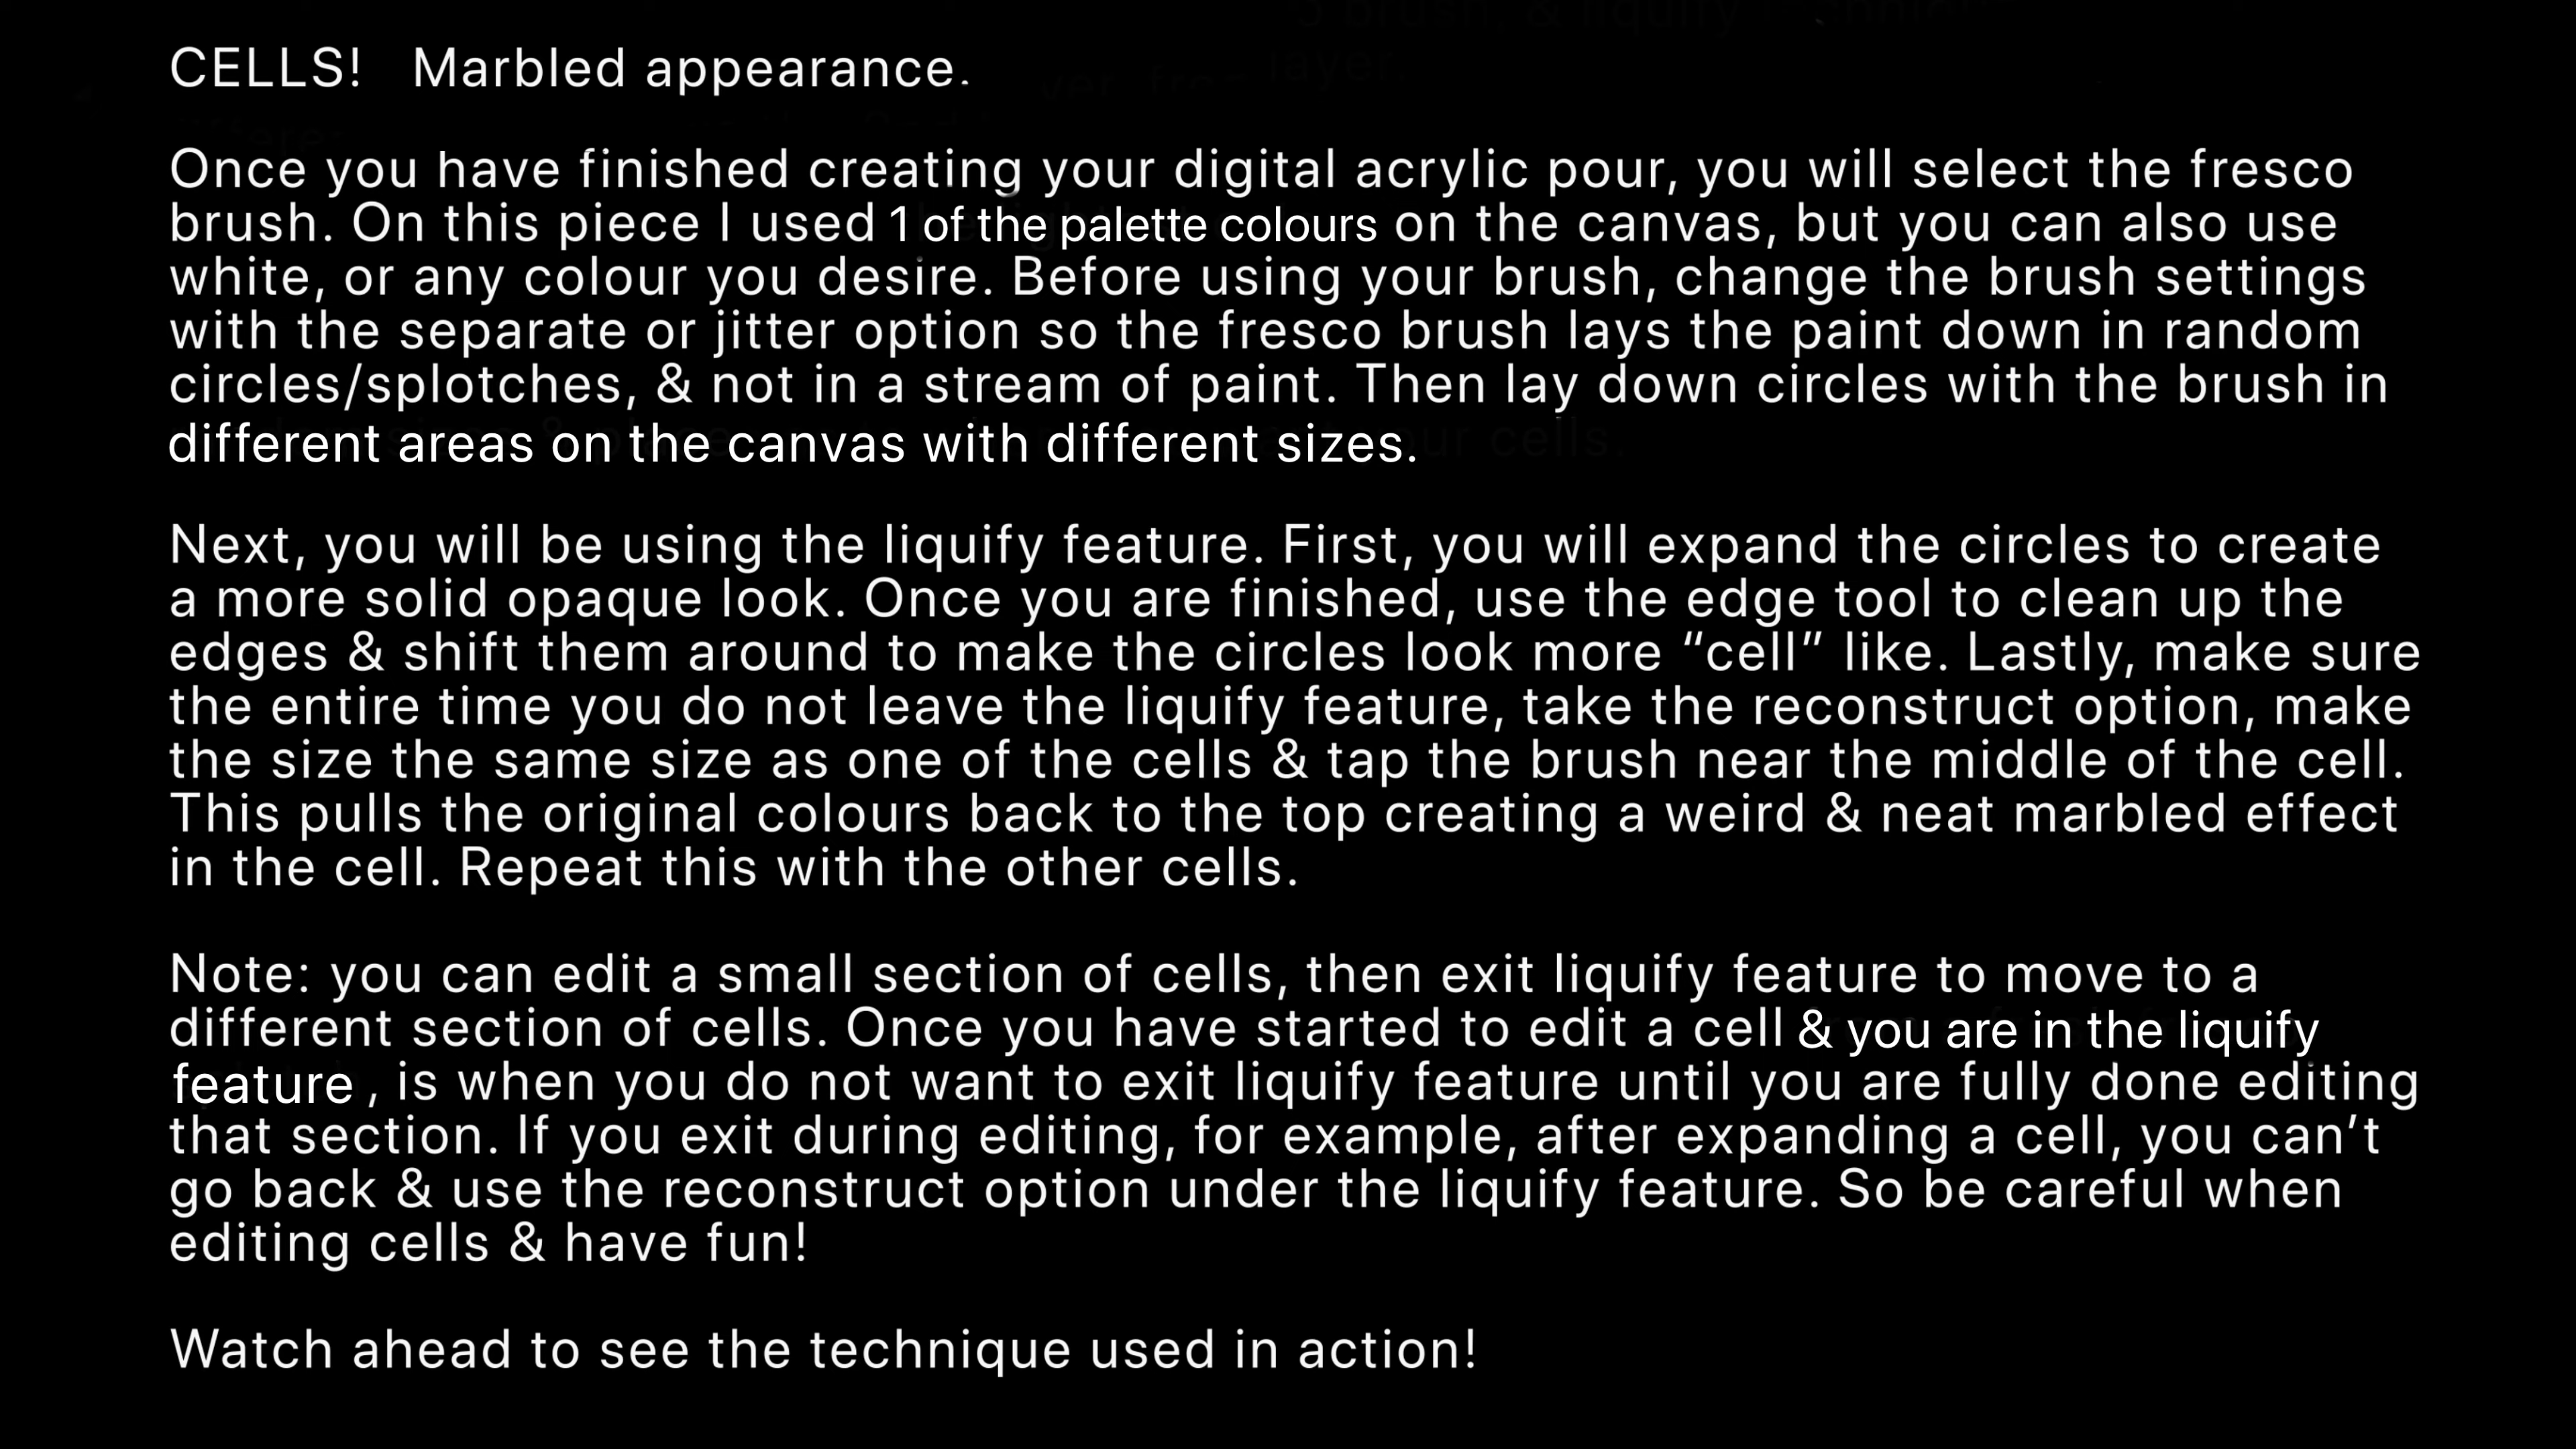 CELLS! Marbled appearance.
Once you have finished creating your digital acrylic pour, you will select the fresco
brush. On this piece I used 1 of the palette colours on the canvas, but you can also use
white, or any colour you desire. Before using your brush, change the brush settings
with the separate or jitter option so the fresco brush lays the paint down in random
circles/splotches, & not in a stream of paint. Then lay down circles with the brush in
different areas on the canvas with different sizes.
Next, you will be using the liquify feature. First, you will expand the circles to create
a more solid opaque look. Once you are finished, use the edge tool to clean up the
edges & shift them around to make the circles look more “cell” like. Lastly, make sure
the entire time you do not leave the liquify feature, take the reconstruct option, make
the size the same size as one of the cells & tap the brush near the middle of the cell.
This pulls the original colours back to the top creating a weird & neat marbled effect
in the cell. Repeat this with the other cells.
Note: you can edit a small section of cells, then exit liquify feature to move to a
different section of cells. Once you have started to edit a cell & you are in the liquify
feature, is when you do not want to exit liquify feature until you are fully done editing
that section. If you exit during editing, for example, after expanding a cell, you can’t
go back & use the reconstruct option under the liquify feature. So be careful when
editing cells & have fun!
Watch ahead to see the technique used in action!